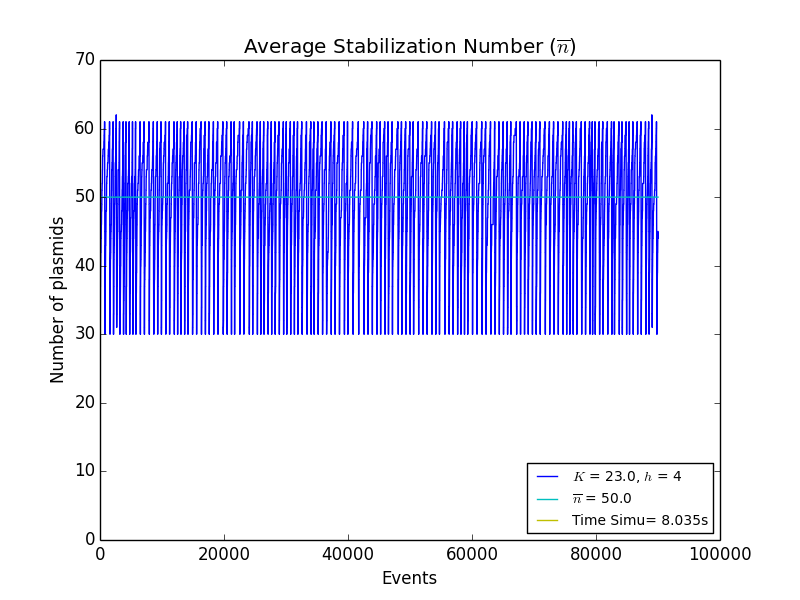 Average Stabilization Number (n̅)
Number of plasmids
70
60
50
40
30
20
10
0
0 20000 40000 60000 80000 100000
Events
K = 23.0, h = 4
n̅ = 50.0
Time Simu= 8.035s